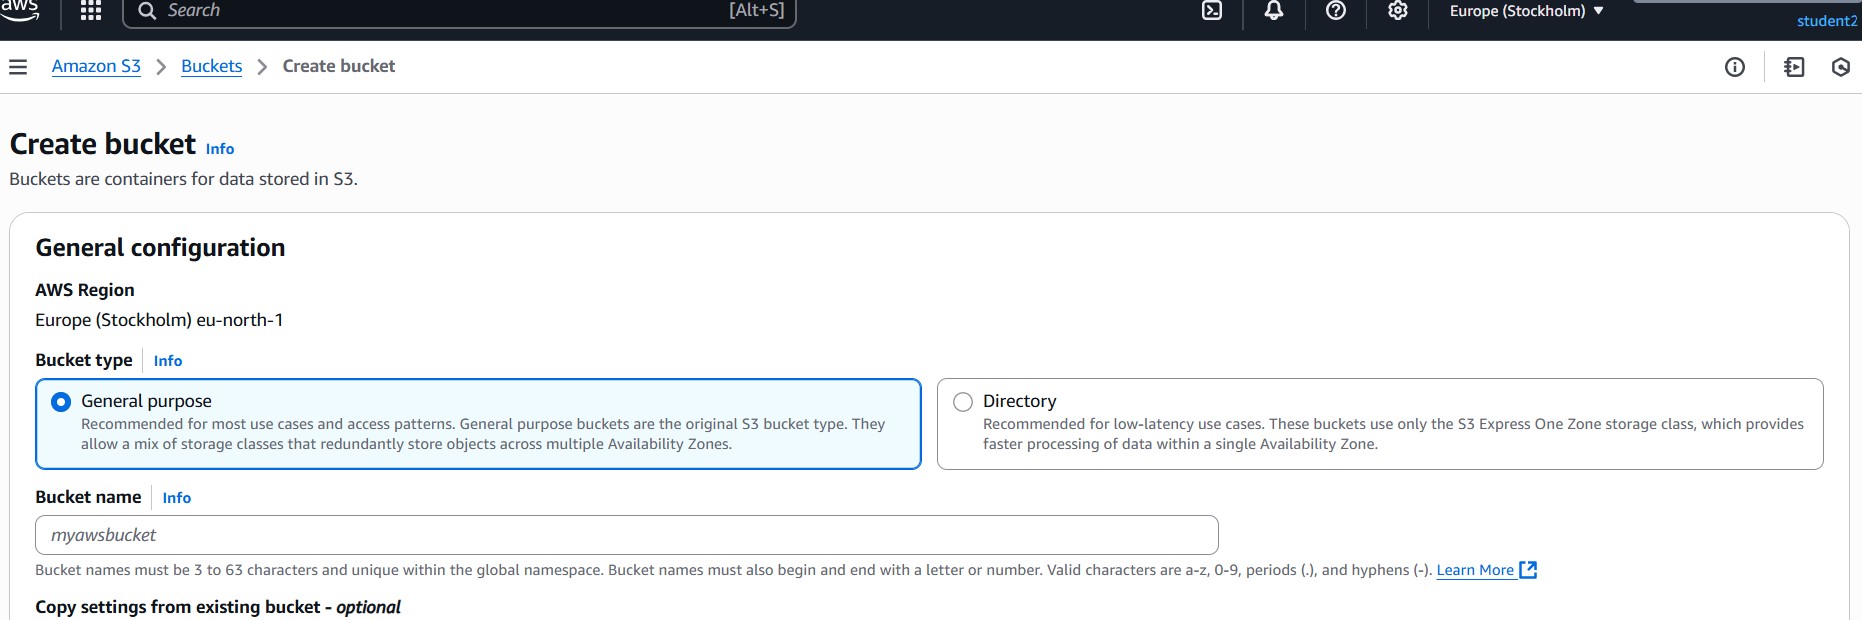 aws
Search
[Alt+S]
Europe (Stockholm)
student2
Amazon S3
Buckets
Create bucket
Create bucket Info
Buckets are containers for data stored in S3.
General configuration
AWS Region
Europe (Stockholm) eu-north-1
Bucket type Info
General purpose
Recommended for most use cases and access patterns. General purpose buckets are the original S3 bucket type. They
allow a mix of storage classes that redundantly store objects across multiple Availability Zones.
Directory
Recommended for low-latency use cases. These buckets use only the S3 Express One Zone storage class, which provides
faster processing of data within a single Availability Zone.
Bucket name Info
myawsbucket
Bucket names must be 3 to 63 characters and unique within the global namespace. Bucket names must also begin and end with a letter or number. Valid characters are a-z, 0-9, periods (.), and hyphens (-). Learn More
Copy settings from existing bucket - optional